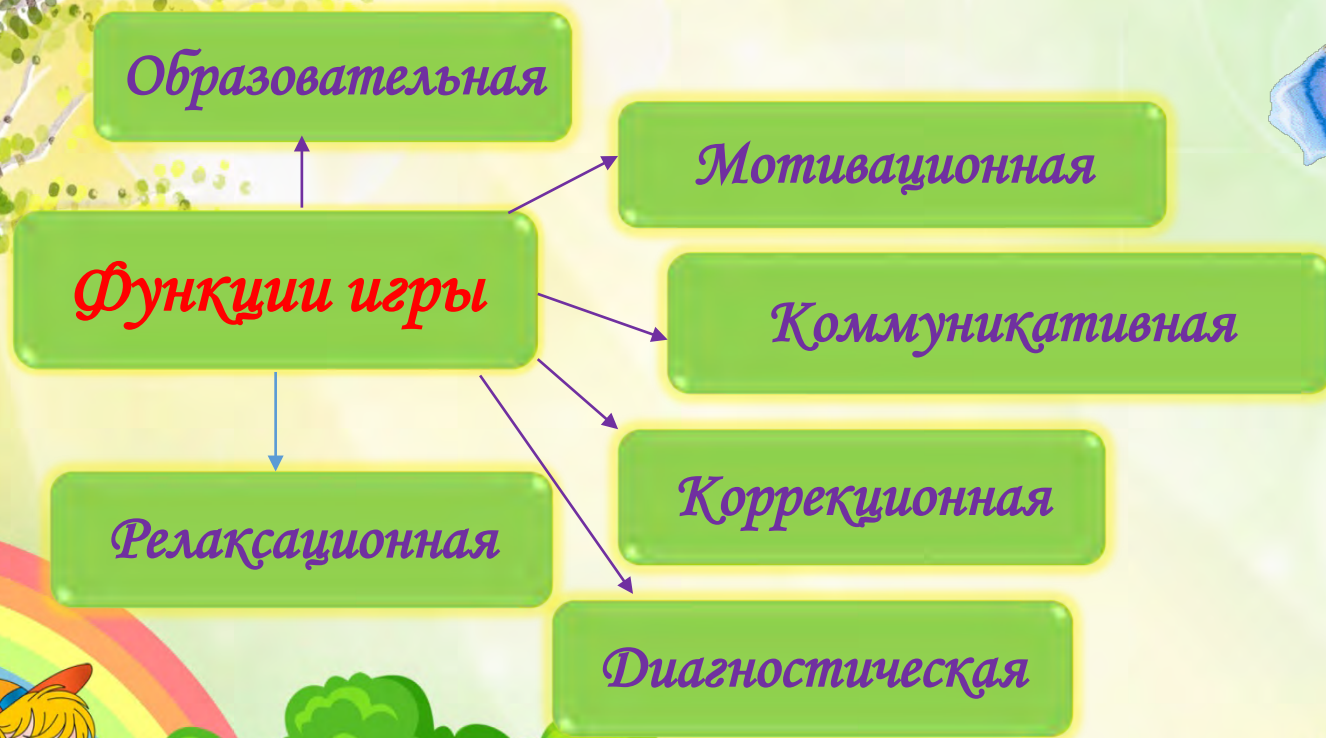 Образовательная
Мотивационная
Функции игры
Коммуникативная
Коррекционная
Релаксационная
Диагностическая